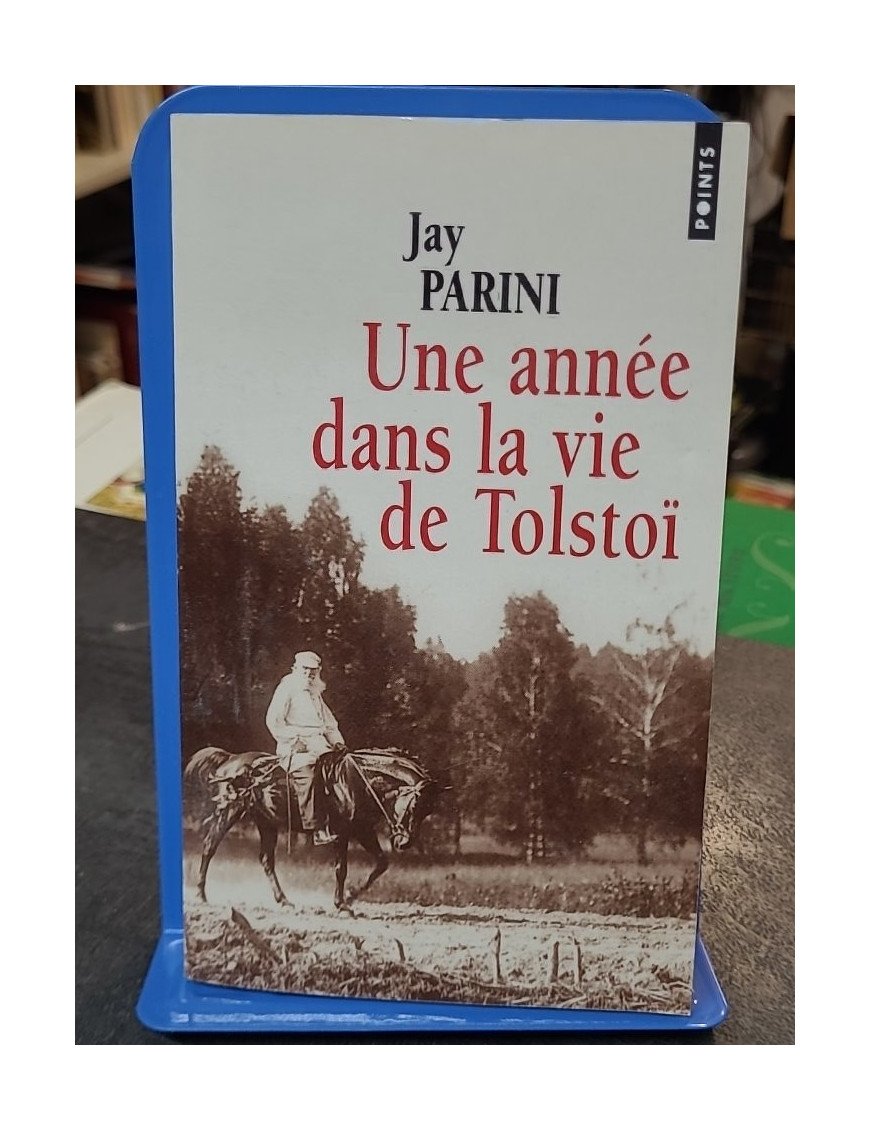 POINTS
Jay
PARINI
Une année
dans la vie
de Tolstoï